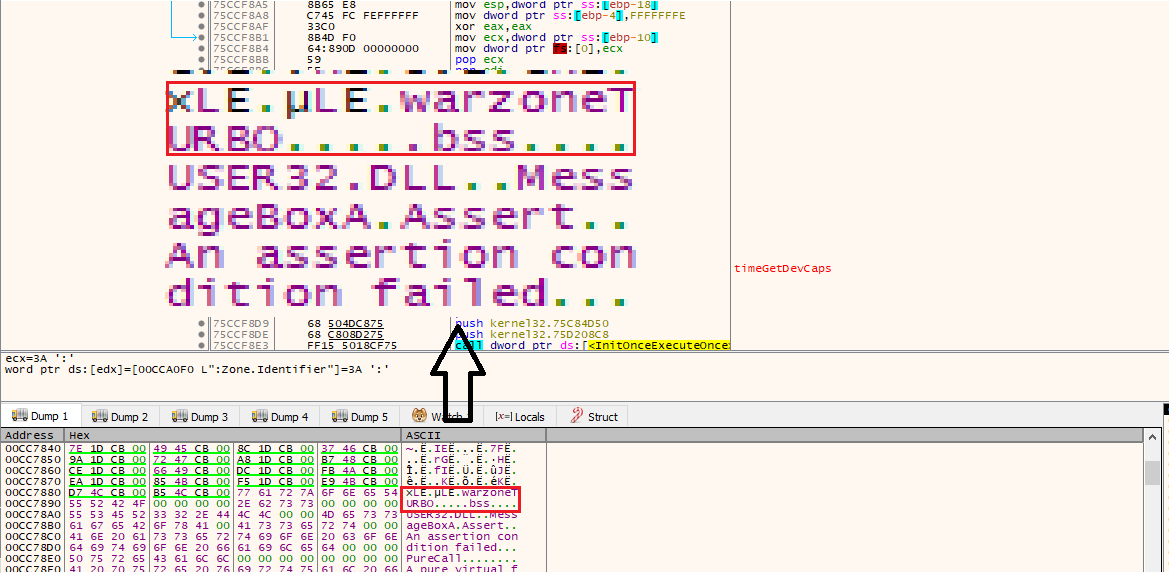 75CCF8A5 8B65 E8 mov esp,dword ptr ss:[ebp-18]
75CCF8A8 C745 FC FEFFFFFF mov dword ptr ss:[ebp-4],FFFFFFFE
75CCF8AF 33C0 xor eax,eax
75CCF8B1 8B4D F0 mov ecx,dword ptr ss:[ebp-10]
75CCF8B4 64:890D 00000000 mov dword ptr fs:[0],ecx
75CCF8BB 59 pop ecx
xLE.µLE.warzoneT
URBO.....bss....
USER32.DLL..Mess
ageBoxA.Assert..
An assertion con
dition failed...
timeGetDevCaps
75CCF8D9 68 504DC875 push kernel32.75C84D50
75CCF8DE 68 C808D275 push kernel32.75D208C8
75CCF8E3 FF15 5018CF75 call dword ptr ds:[<InitOnceExecuteOnce>
ecx=3A ':'
word ptr ds:[edx]=[00CCA0F0 L":Zone.Identifier"]=3A ':'
Dump 1 Dump 2 Dump 3 Dump 4 Dump 5 Watch [x=] Locals Struct
Address Hex ASCII
00CC7840 7E 1D CB 00 49 45 CB 00 8C 1D CB 00 37 46 CB 00 ~.Ë.IEË...Ë.7FË.
00CC7850 9A 1D CB 00 72 47 CB 00 A8 1D CB 00 B7 48 CB 00 ..Ë.rGË.¨.Ë.·HË.
00CC7860 CE 1D CB 00 66 49 CB 00 DC 1D CB 00 FB 4A CB 00 Î.Ë.fIË.Ü.Ë.ûJË.
00CC7870 EA 1D CB 00 85 4B CB 00 F5 1D CB 00 E9 4B CB 00 ê.Ë..KË.õ.Ë.éKË.
00CC7880 D7 4C CB 00 B5 4C CB 00 77 61 72 7A 6F 6E 65 54 xLË.µLË.warzoneT
00CC7890 55 52 42 4F 00 00 00 00 2E 62 73 73 00 00 00 00 URBO.....bss....
00CC78A0 55 53 45 52 33 32 2E 44 4C 4C 00 00 4D 65 73 73 USER32.DLL..Mess
00CC78B0 61 67 65 42 6F 78 41 00 41 73 73 65 72 74 00 00 ageBoxA.Assert..
00CC78C0 41 6E 20 61 73 73 65 72 74 69 6F 6E 20 63 6F 6E An assertion con
00CC78D0 64 69 74 69 6F 6E 20 66 61 69 6C 65 64 00 00 00 dition failed...
00CC78E0 50 75 72 65 43 61 6C 6C 00 00 00 00 00 00 00 00 PureCall........
00CC78F0 41 20 70 75 72 65 20 76 69 72 74 75 61 6C 20 66 A pure virtual f